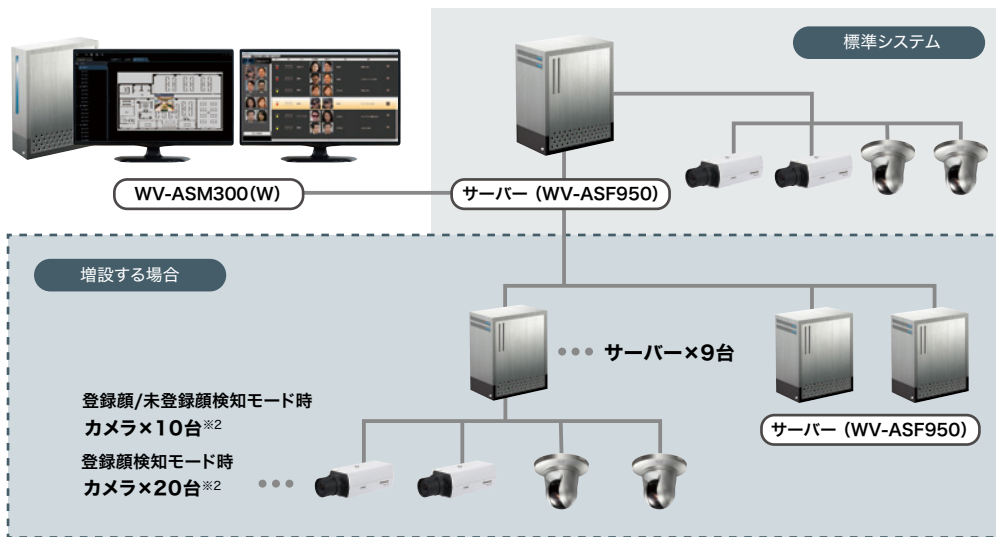 標準システム
WV-ASM300(W)
サーバー（WV-ASF950）
増設する場合
••• サーバー×9台
登録顔/未登録顔検知モード時
カメラ×10台※2
登録顔検知モード時
カメラ×20台※2 •••
サーバー（WV-ASF950）